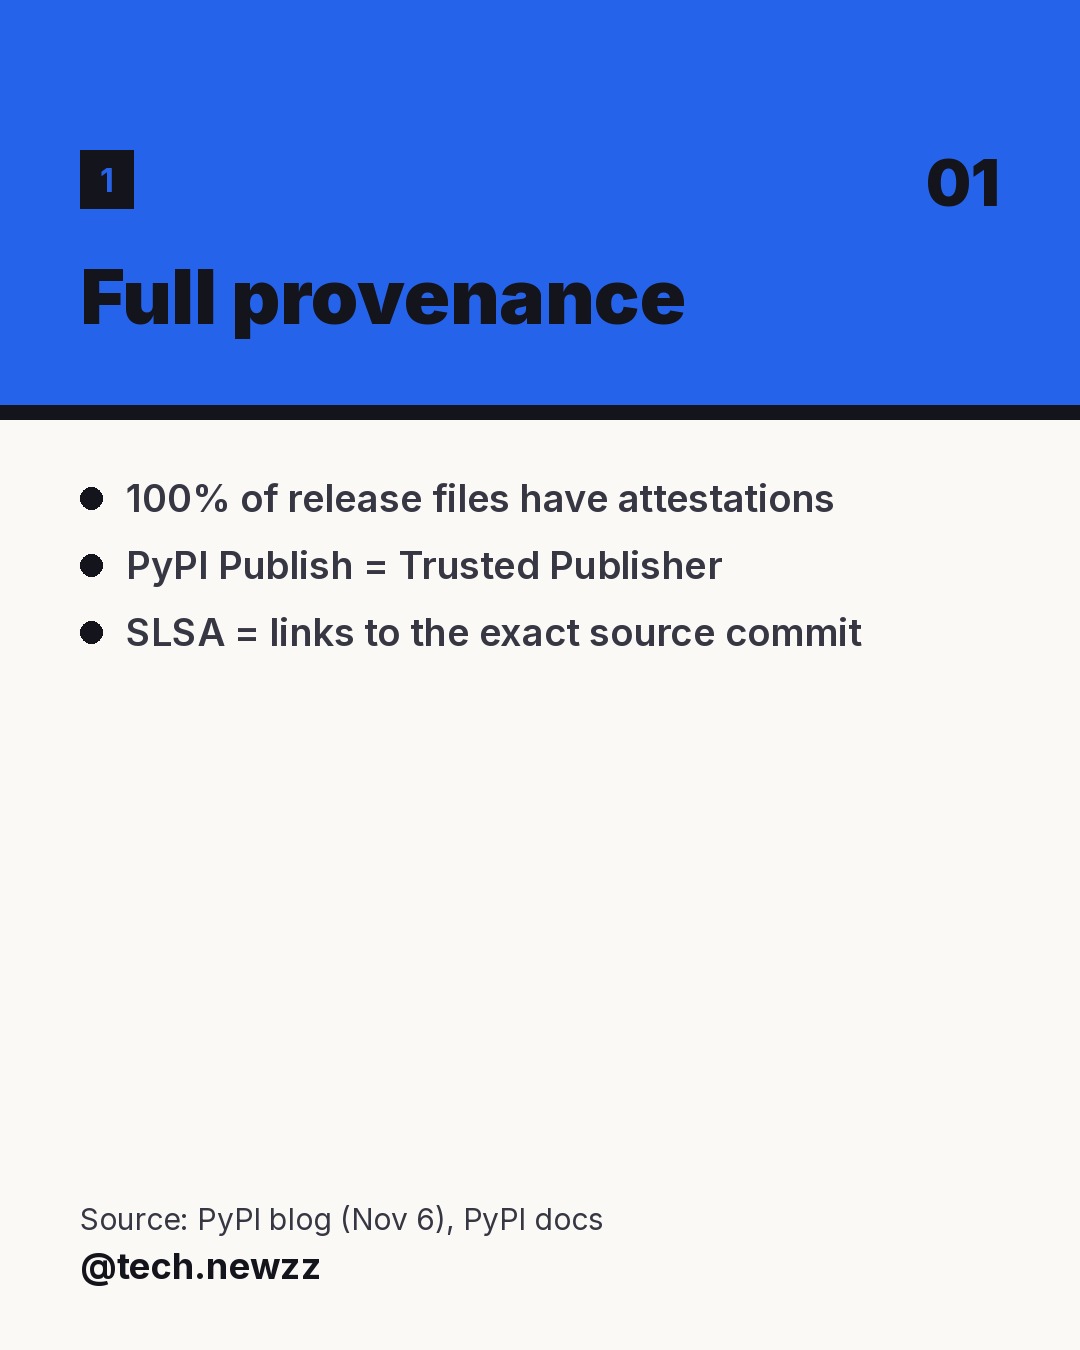 1
01
Full provenance
100% of release files have attestations
PyPI Publish = Trusted Publisher
SLSA = links to the exact source commit
Source: PyPI blog (Nov 6), PyPI docs
@tech.newzz